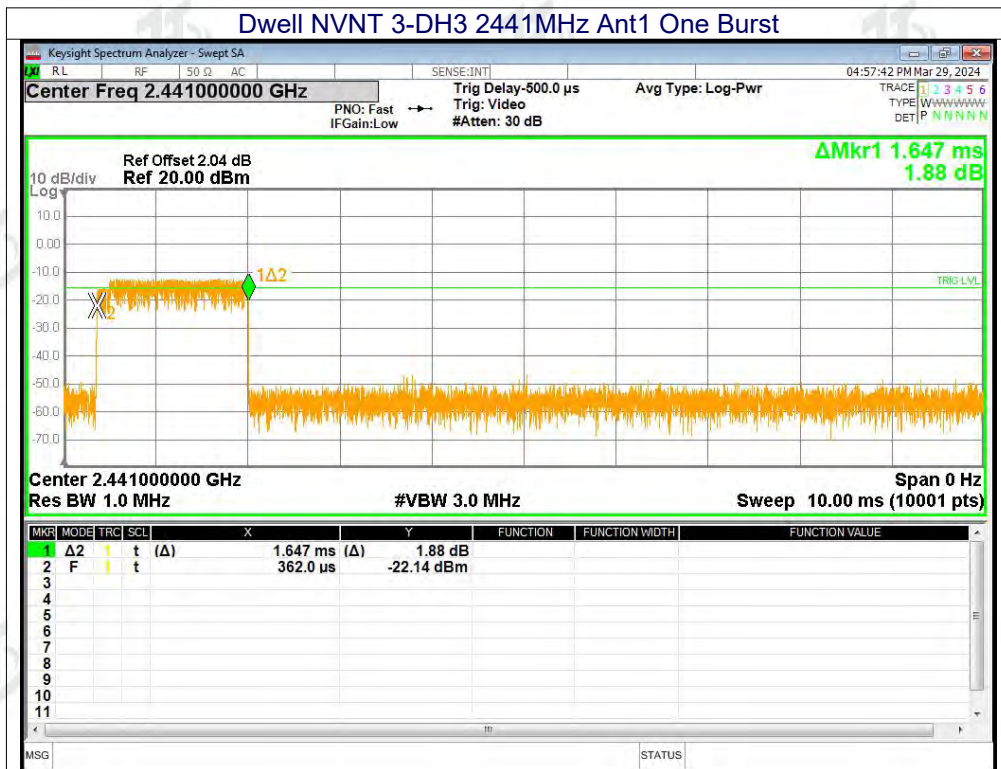 Dwell NVNT 3-DH3 2441MHz Ant1 One Burst
Keysight Spectrum Analyzer - Swept SA
LXI RL RF 50 Ω AC SENSE:INT 04:57:42 PM Mar 29, 2024
Center Freq 2.441000000 GHz Trig Delay-500.0 µs Avg Type: Log-Pwr TRACE 1 2 3 4 5 6
PNO: Fast Trig: Video TYPE WWWWWW
IFGain:Low #Atten: 30 dB DET P N N N N N
ΔMkr1 1.647 ms
1.88 dB
Ref Offset 2.04 dB
10 dB/div Ref 20.00 dBm
Log
10.0
0.00
-10.0
1Δ2
TRIG LVL
-20.0
2
-30.0
-40.0
-50.0
-60.0
-70.0
Center 2.441000000 GHz Span 0 Hz
Res BW 1.0 MHz #VBW 3.0 MHz Sweep 10.00 ms (10001 pts)
MKR MODE TRC SCL X Y FUNCTION FUNCTION WIDTH FUNCTION VALUE
1 Δ2 1 t (Δ) 1.647 ms (Δ) 1.88 dB
2 F 1 t 362.0 µs -22.14 dBm
3
4
5
6
7
8
9
10
11
MSG STATUS